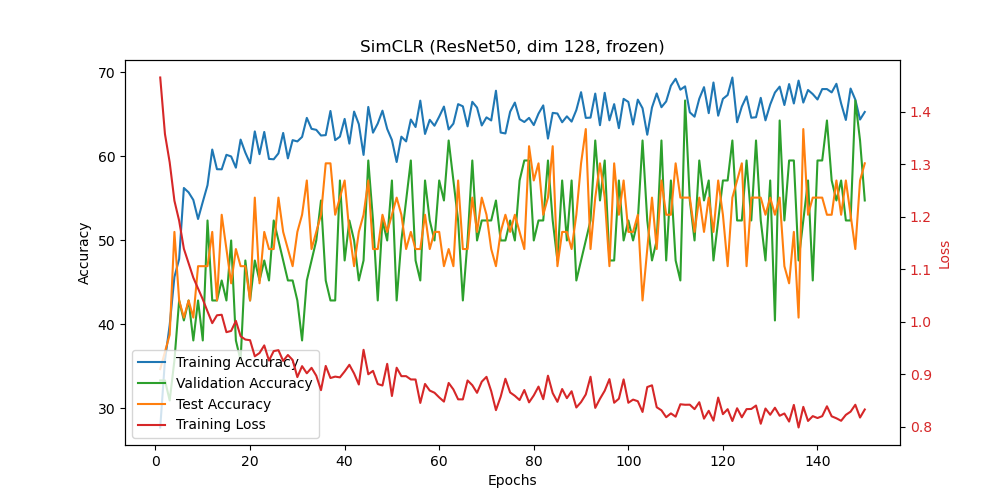 SimCLR (ResNet50, dim 128, frozen)
70
60
50
40
30
Accuracy
1.4
1.3
1.2
1.1
1.0
0.9
0.8
Loss
Training Accuracy
Validation Accuracy
Test Accuracy
Training Loss
0 20 40 60 80 100 120 140
Epochs